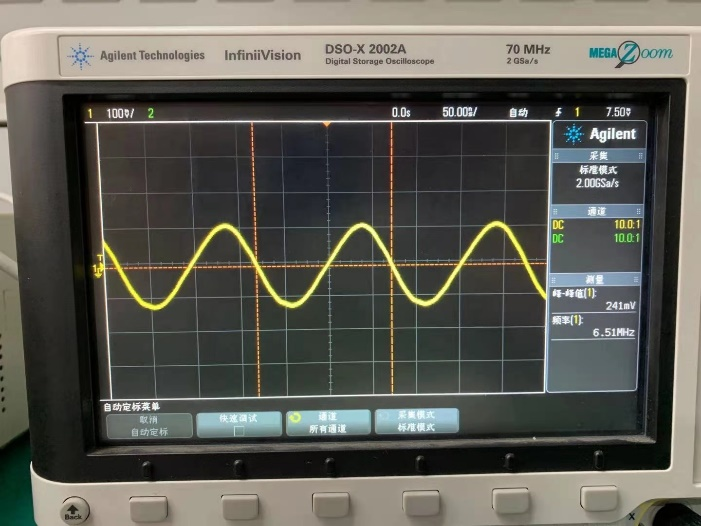 Agilent Technologies InfiniiVision DSO-X 2002A 70 MHz MEGA Zoom
Digital Storage Oscilloscope 2 GSa/s
1 100V/ 2 0.0s 50.00s/ 自动 1 7.50V
Agilent
采集
标准模式
2.00GSa/s
通道
DC 10.0:1
DC 10.0:1
测量
峰-峰值(1):
241mV
频率(1):
6.51MHz
T
自动定标菜单
取消 快速调试 通道 采集模式
自动定标 所有通道 标准模式
Back
X